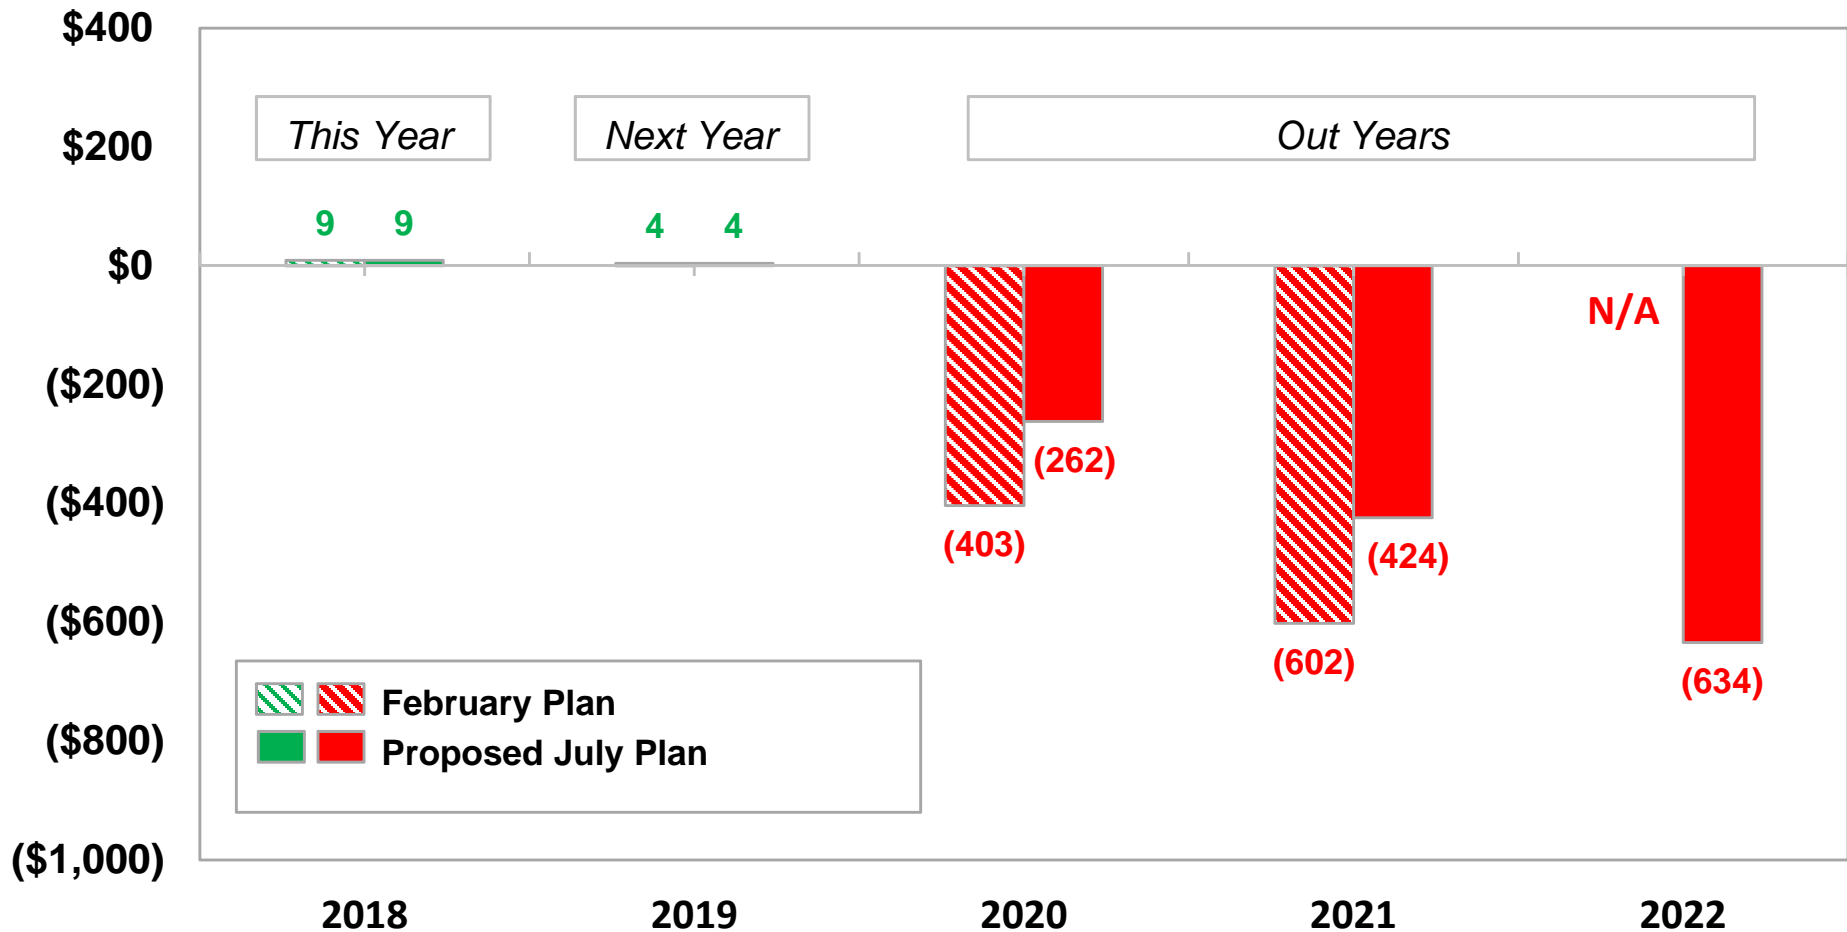 $400
$200
$0
($200)
($400)
($600)
($800)
($1,000)
This Year
Next Year
Out Years
9 9
4 4
(403)
(262)
(602)
(424)
N/A
(634)
February Plan
Proposed July Plan
2018 2019 2020 2021 2022